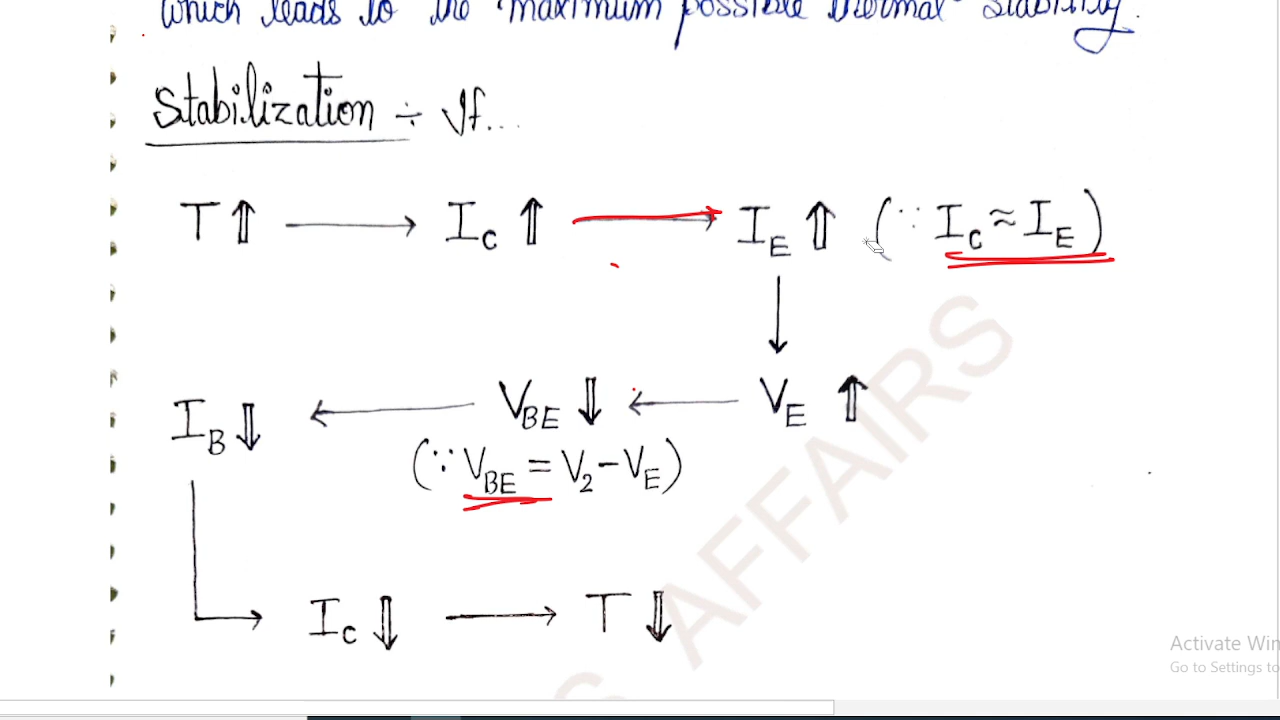 which leads to the maximum possible thermal stability.
Stabilization ÷ If...
T⇑ ⟶ I_C ⇑ ⟶ I_E ⇑ (∵ I_C ≈ I_E)
↓
I_B ⇓ ⟵ V_BE ⇓ ⟵ V_E ⇑
(∵ V_BE = V_2 - V_E)
I_C ⇓ ⟶ T ⇓
S AFFAIRS
Activate Win
Go to Settings to